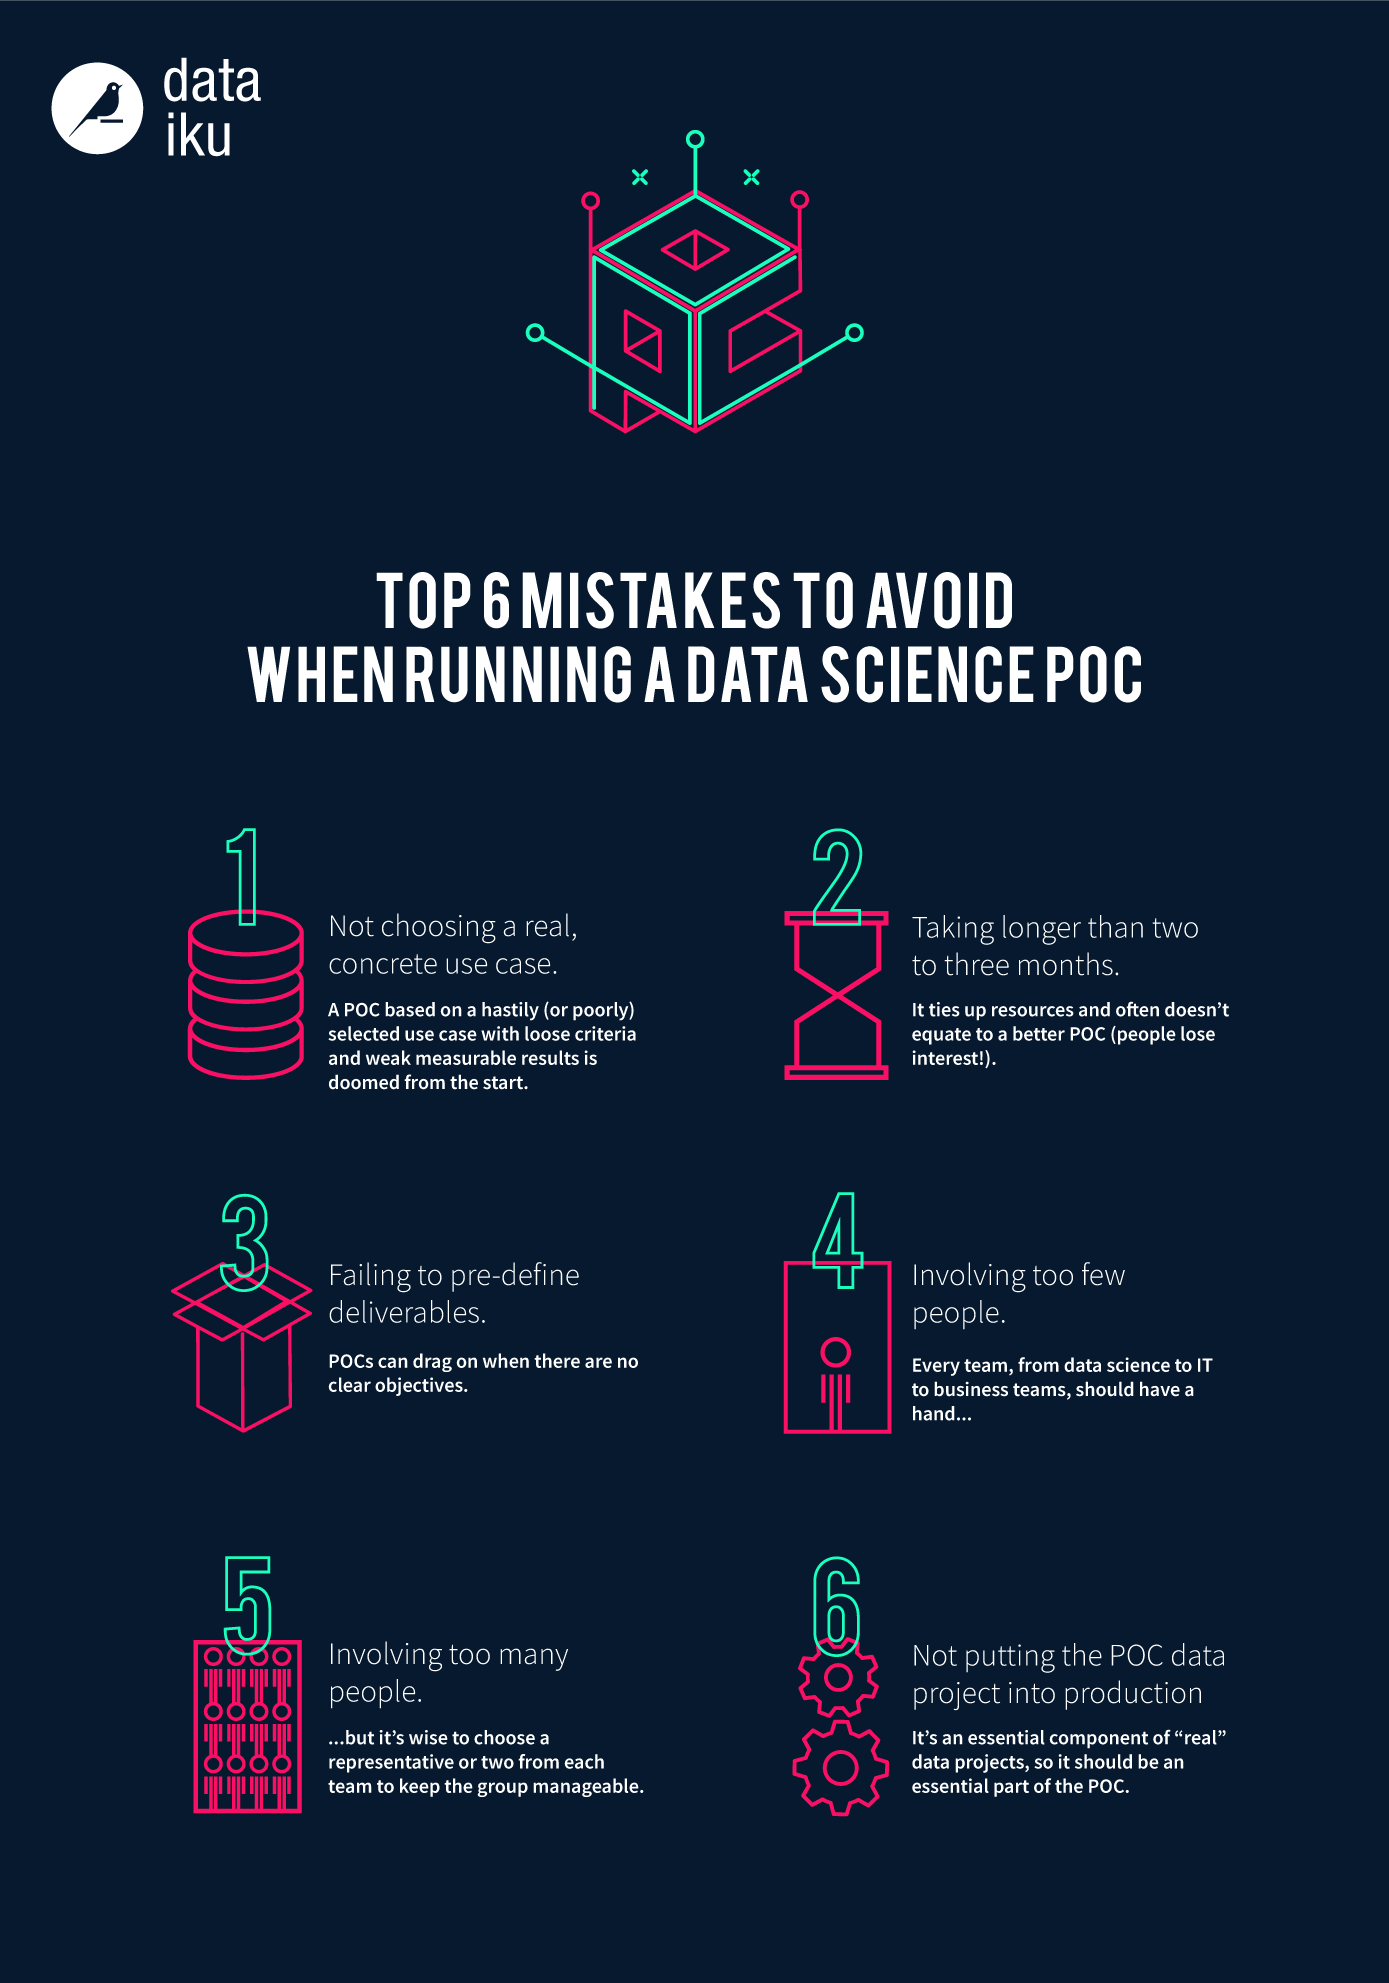 data
iku
TOP 6 MISTAKES TO AVOID
WHEN RUNNING A DATA SCIENCE POC
1
Not choosing a real,
concrete use case.
A POC based on a hastily (or poorly)
selected use case with loose criteria
and weak measurable results is
doomed from the start.
2
Taking longer than two
to three months.
It ties up resources and often doesn't
equate to a better POC (people lose
interest!).
3
Failing to pre-define
deliverables.
POCs can drag on when there are no
clear objectives.
4
Involving too few
people.
Every team, from data science to IT
to business teams, should have a
hand...
5
Involving too many
people.
...but it's wise to choose a
representative or two from each
team to keep the group manageable.
6
Not putting the POC data
project into production
It's an essential component of “real”
data projects, so it should be an
essential part of the POC.